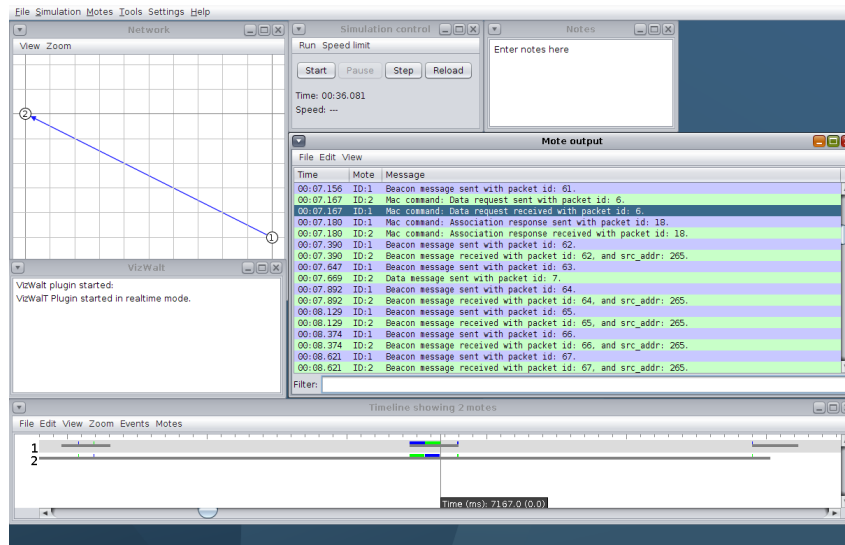 File Simulation Motes Tools Settings Help
Network
View Zoom
2
1
Simulation control
Run Speed limit
Start Pause Step Reload
Time: 00:36.081
Speed: ---
Notes
Enter notes here
Mote output
File Edit View
Time Mote Message
00:07.156 ID:1 Beacon message sent with packet id: 61.
00:07.167 ID:2 Mac command: Data request sent with packet id: 6.
00:07.167 ID:1 Mac command: Data request received with packet id: 6.
00:07.180 ID:1 Mac command: Association response sent with packet id: 18.
00:07.180 ID:2 Mac command: Association response received with packet id: 18.
00:07.390 ID:1 Beacon message sent with packet id: 62.
00:07.390 ID:2 Beacon message received with packet id: 62, and src_addr: 265.
00:07.647 ID:1 Beacon message sent with packet id: 63.
00:07.669 ID:2 Data message sent with packet id: 7.
00:07.892 ID:1 Beacon message sent with packet id: 64.
00:07.892 ID:2 Beacon message received with packet id: 64, and src_addr: 265.
00:08.129 ID:1 Beacon message sent with packet id: 65.
00:08.129 ID:2 Beacon message received with packet id: 65, and src_addr: 265.
00:08.374 ID:1 Beacon message sent with packet id: 66.
00:08.374 ID:2 Beacon message received with packet id: 66, and src_addr: 265.
00:08.621 ID:1 Beacon message sent with packet id: 67.
00:08.621 ID:2 Beacon message received with packet id: 67, and src_addr: 265.
Filter:
VizWalt
VizWalt plugin started:
VizWalT Plugin started in realtime mode.
Timeline showing 2 motes
File Edit View Zoom Events Motes
1
2
Time (ms): 7167.0 (0.0)